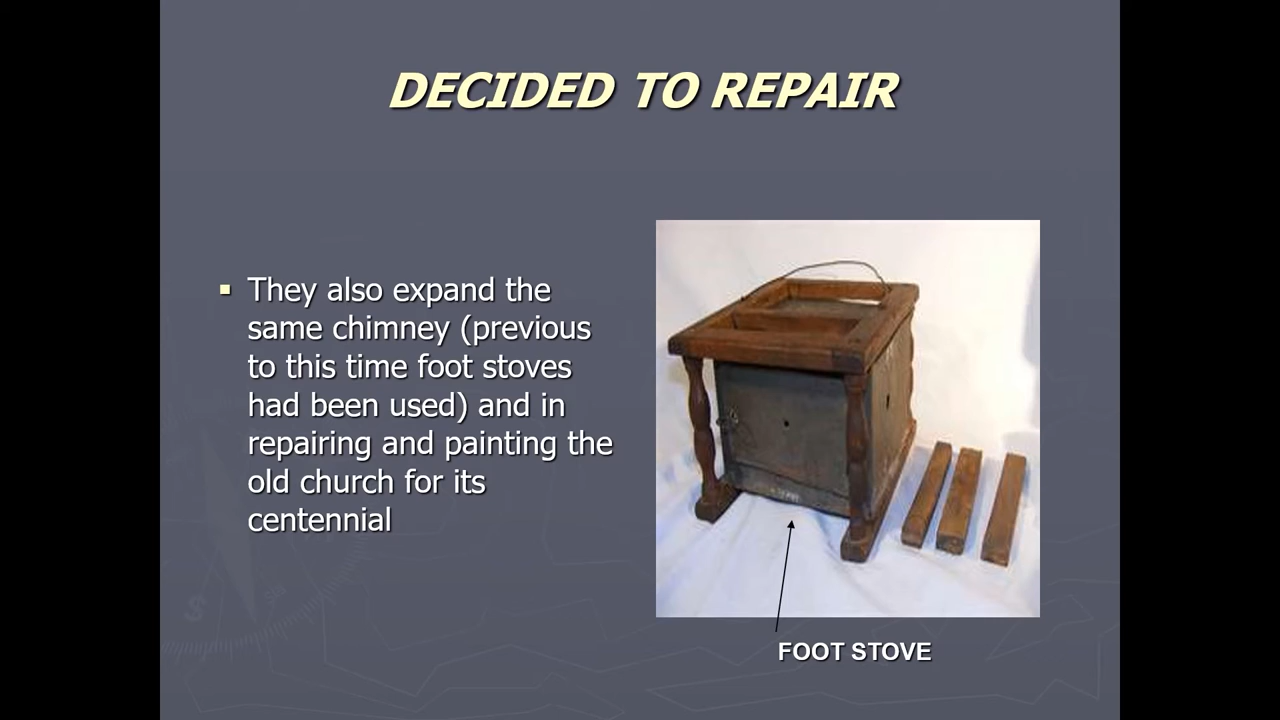 DECIDED TO REPAIR
They also expand the
same chimney (previous
to this time foot stoves
had been used) and in
repairing and painting the
old church for its
centennial
FOOT STOVE